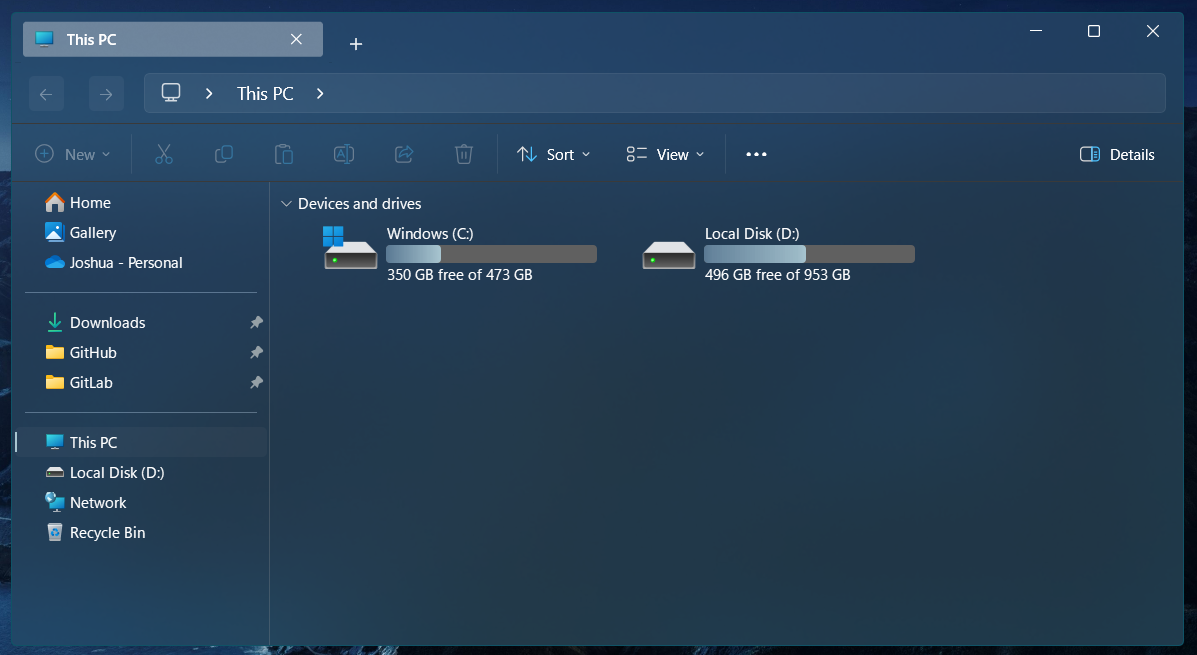 This PC
This PC
New
Sort
View
Details
Home
Gallery
Joshua - Personal
Downloads
GitHub
GitLab
This PC
Local Disk (D:)
Network
Recycle Bin
Devices and drives
Windows (C:)
350 GB free of 473 GB
Local Disk (D:)
496 GB free of 953 GB